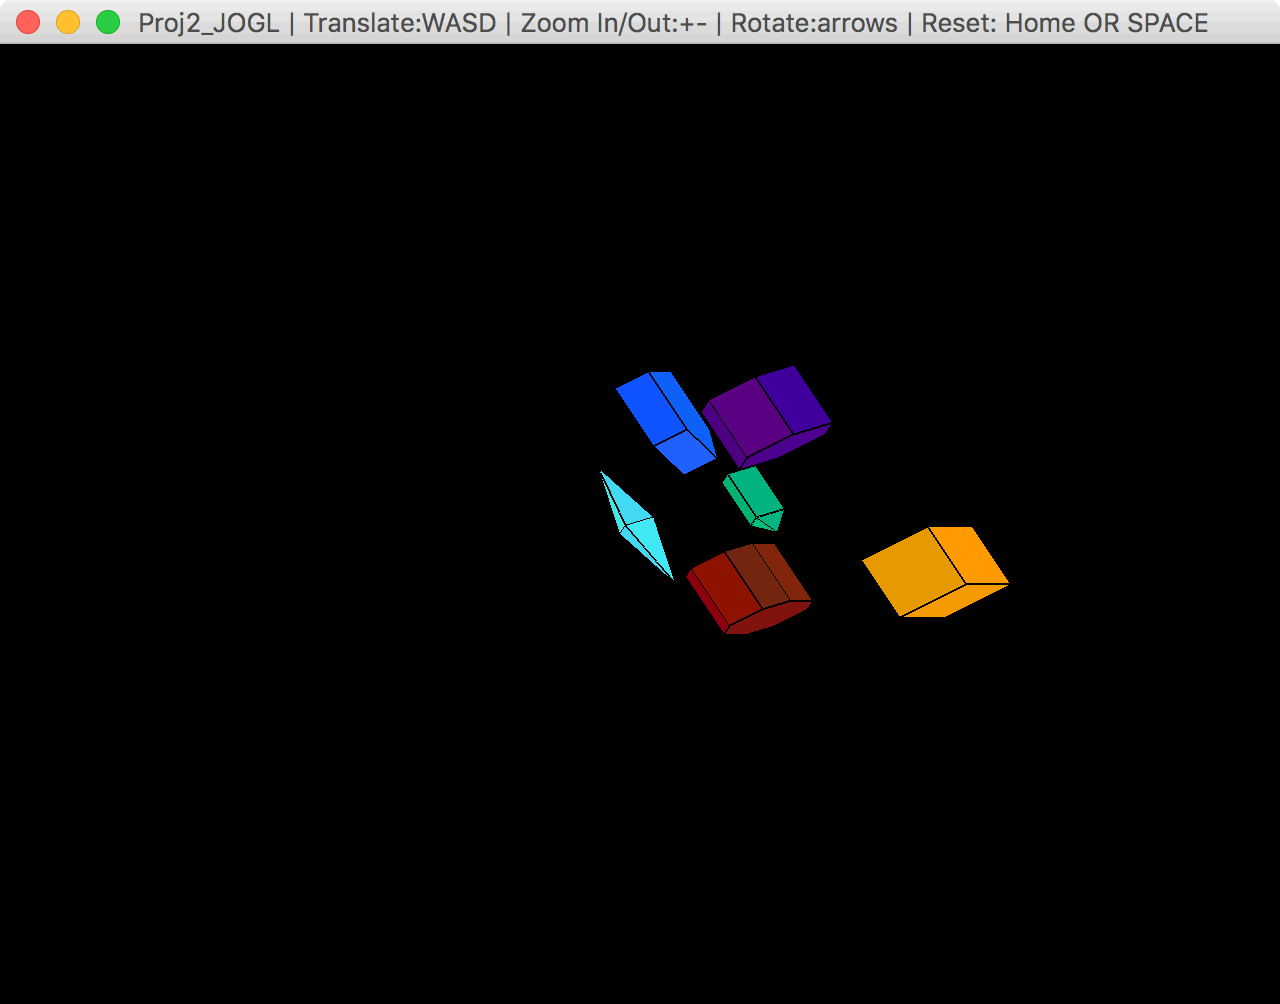 Proj2_JOGL | Translate:WASD | Zoom In/Out:+- | Rotate:arrows | Reset: Home OR SPACE